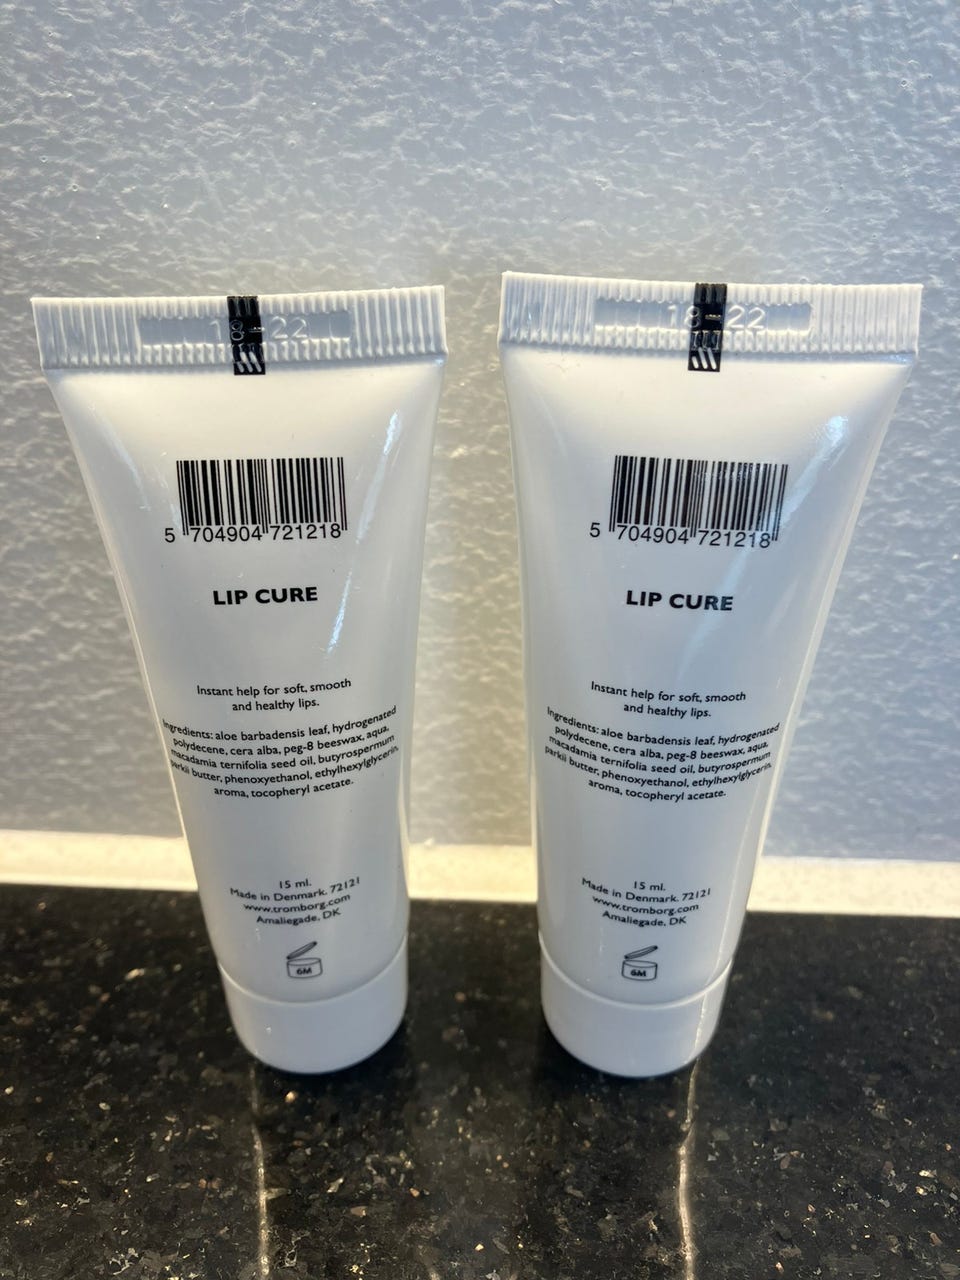 18-22
5 704904 721218
LIP CURE
Instant help for soft, smooth
and healthy lips.
Ingredients: aloe barbadensis leaf, hydrogenated
polydecene, cera alba, peg-8 beeswax, aqua,
macadamia ternifolia seed oil, butyrospermum
parkii butter, phenoxyethanol, ethylhexylglycerin,
aroma, tocopheryl acetate.
15 ml.
Made in Denmark. 72121
www.tromborg.com
Amaliegade, DK
6M
18-22
5 704904 721218
LIP CURE
Instant help for soft, smooth
and healthy lips.
Ingredients: aloe barbadensis leaf, hydrogenated
polydecene, cera alba, peg-8 beeswax, aqua,
macadamia ternifolia seed oil, butyrospermum
parkii butter, phenoxyethanol, ethylhexylglycerin,
aroma, tocopheryl acetate.
15 ml.
Made in Denmark. 72121
www.tromborg.com
Amaliegade, DK
6M